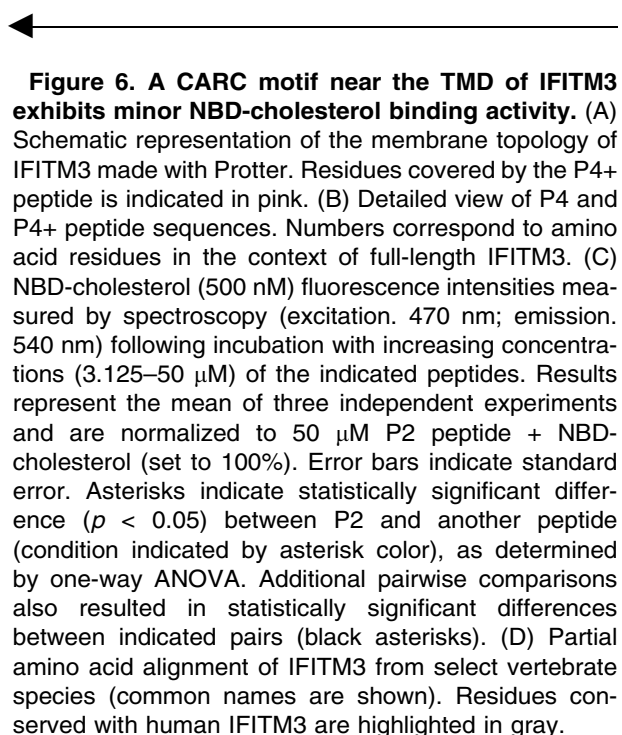 Figure 6. A CARC motif near the TMD of IFITM3
exhibits minor NBD-cholesterol binding activity. (A)
Schematic representation of the membrane topology of
IFITM3 made with Protter. Residues covered by the P4+
peptide is indicated in pink. (B) Detailed view of P4 and
P4+ peptide sequences. Numbers correspond to amino
acid residues in the context of full-length IFITM3. (C)
NBD-cholesterol (500 nM) fluorescence intensities mea-
sured by spectroscopy (excitation. 470 nm; emission.
540 nm) following incubation with increasing concentra-
tions (3.125–50 μM) of the indicated peptides. Results
represent the mean of three independent experiments
and are normalized to 50 μM P2 peptide + NBD-
cholesterol (set to 100%). Error bars indicate standard
error. Asterisks indicate statistically significant differ-
ence (p < 0.05) between P2 and another peptide
(condition indicated by asterisk color), as determined
by one-way ANOVA. Additional pairwise comparisons
also resulted in statistically significant differences
between indicated pairs (black asterisks). (D) Partial
amino acid alignment of IFITM3 from select vertebrate
species (common names are shown). Residues con-
served with human IFITM3 are highlighted in gray.